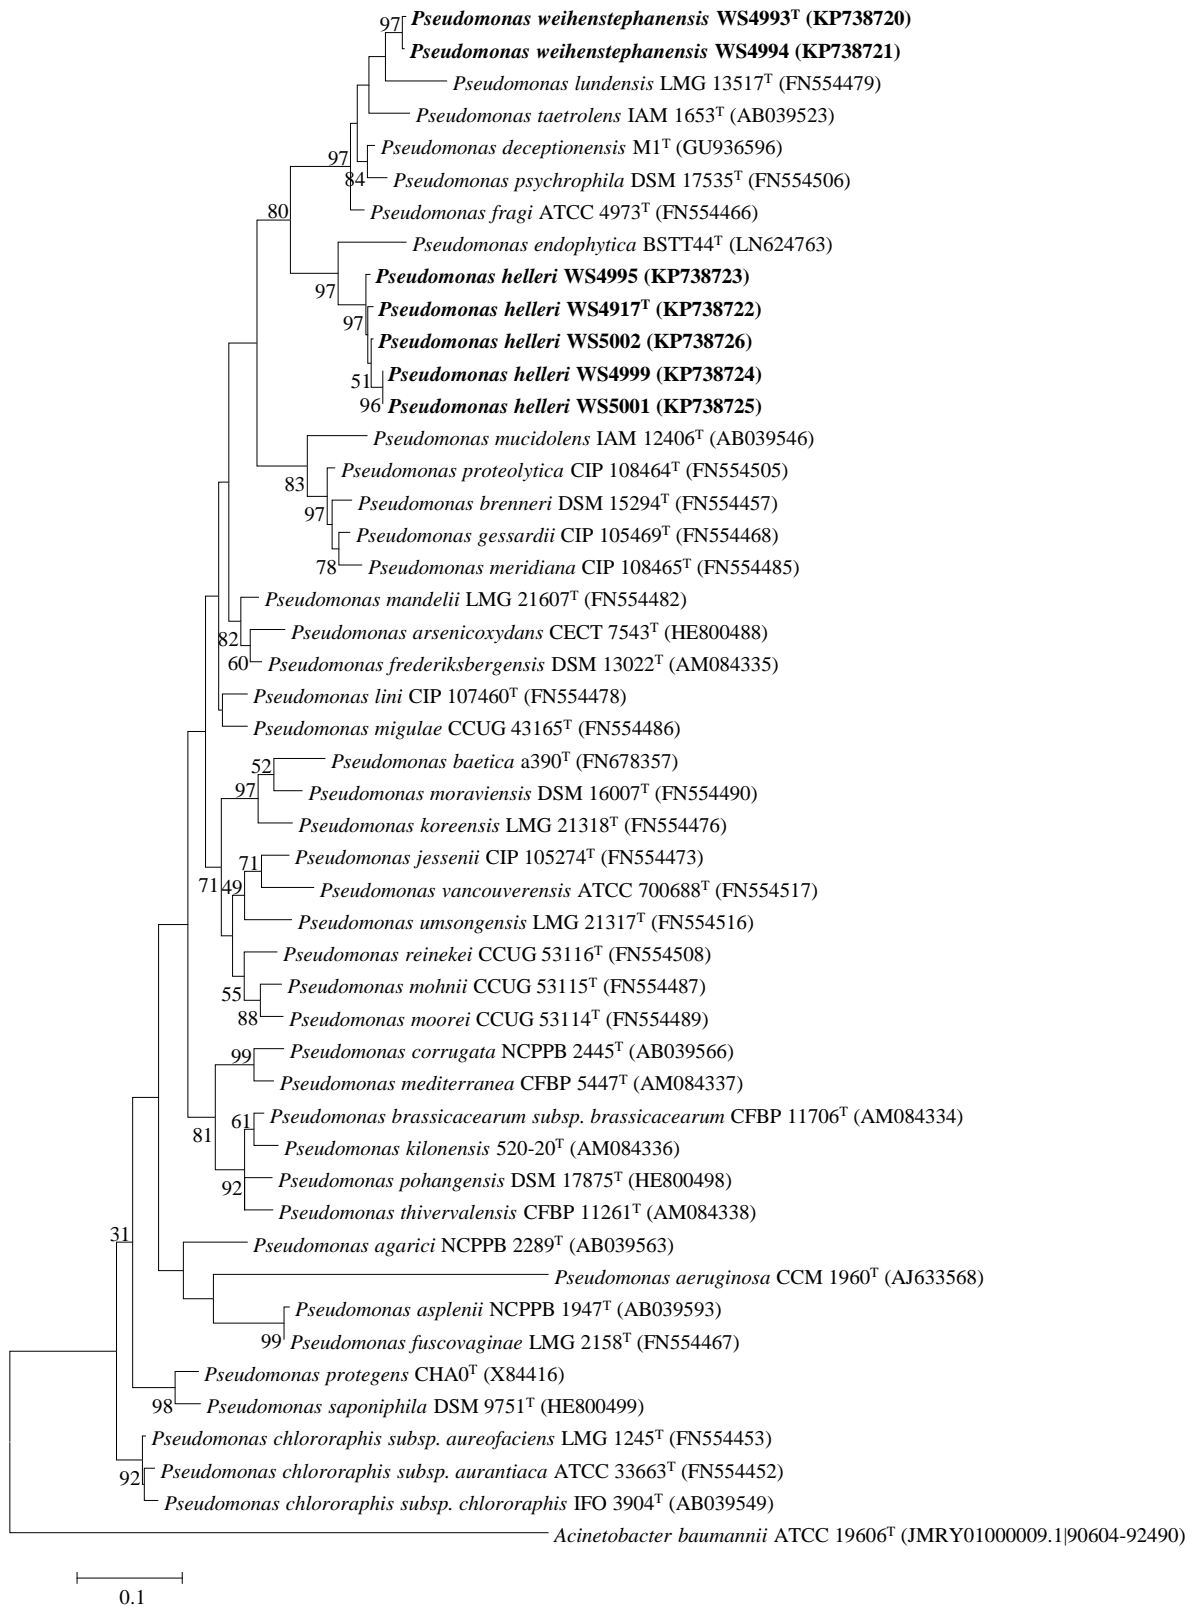 97 Pseudomonas weihenstephanensis WS4993ᵀ (KP738720)
Pseudomonas weihenstephanensis WS4994 (KP738721)
Pseudomonas lundensis LMG 13517ᵀ (FN554479)
Pseudomonas taetrolens IAM 1653ᵀ (AB039523)
Pseudomonas deceptionensis M1ᵀ (GU936596)
97
84 Pseudomonas psychrophila DSM 17535ᵀ (FN554506)
80 Pseudomonas fragi ATCC 4973ᵀ (FN554466)
Pseudomonas endophytica BSTT44ᵀ (LN624763)
Pseudomonas helleri WS4995 (KP738723)
97
Pseudomonas helleri WS4917ᵀ (KP738722)
97
Pseudomonas helleri WS5002 (KP738726)
Pseudomonas helleri WS4999 (KP738724)
51
96 Pseudomonas helleri WS5001 (KP738725)
Pseudomonas mucidolens IAM 12406ᵀ (AB039546)
Pseudomonas proteolytica CIP 108464ᵀ (FN554505)
83
Pseudomonas brenneri DSM 15294ᵀ (FN554457)
97
Pseudomonas gessardii CIP 105469ᵀ (FN554468)
78 Pseudomonas meridiana CIP 108465ᵀ (FN554485)
Pseudomonas mandelii LMG 21607ᵀ (FN554482)
Pseudomonas arsenicoxydans CECT 7543ᵀ (HE800488)
82
60 Pseudomonas frederiksbergensis DSM 13022ᵀ (AM084335)
Pseudomonas lini CIP 107460ᵀ (FN554478)
Pseudomonas migulae CCUG 43165ᵀ (FN554486)
52 Pseudomonas baetica a390ᵀ (FN678357)
97 Pseudomonas moraviensis DSM 16007ᵀ (FN554490)
Pseudomonas koreensis LMG 21318ᵀ (FN554476)
71 Pseudomonas jessenii CIP 105274ᵀ (FN554473)
71 49 Pseudomonas vancouverensis ATCC 700688ᵀ (FN554517)
Pseudomonas umsongensis LMG 21317ᵀ (FN554516)
Pseudomonas reinekei CCUG 53116ᵀ (FN554508)
Pseudomonas mohnii CCUG 53115ᵀ (FN554487)
55
88 Pseudomonas moorei CCUG 53114ᵀ (FN554489)
99 Pseudomonas corrugata NCPPB 2445ᵀ (AB039566)
Pseudomonas mediterranea CFBP 5447ᵀ (AM084337)
61 Pseudomonas brassicacearum subsp. brassicacearum CFBP 11706ᵀ (AM084334)
81
Pseudomonas kilonensis 520-20ᵀ (AM084336)
92 Pseudomonas pohangensis DSM 17875ᵀ (HE800498)
Pseudomonas thivervalensis CFBP 11261ᵀ (AM084338)
31
Pseudomonas agarici NCPPB 2289ᵀ (AB039563)
Pseudomonas aeruginosa CCM 1960ᵀ (AJ633568)
Pseudomonas asplenii NCPPB 1947ᵀ (AB039593)
99 Pseudomonas fuscovaginae LMG 2158ᵀ (FN554467)
Pseudomonas protegens CHA0ᵀ (X84416)
98 Pseudomonas saponiphila DSM 9751ᵀ (HE800499)
Pseudomonas chlororaphis subsp. aureofaciens LMG 1245ᵀ (FN554453)
92 Pseudomonas chlororaphis subsp. aurantiaca ATCC 33663ᵀ (FN554452)
Pseudomonas chlororaphis subsp. chlororaphis IFO 3904ᵀ (AB039549)
Acinetobacter baumannii ATCC 19606ᵀ (JMRY01000009.1|90604-92490)
0.1